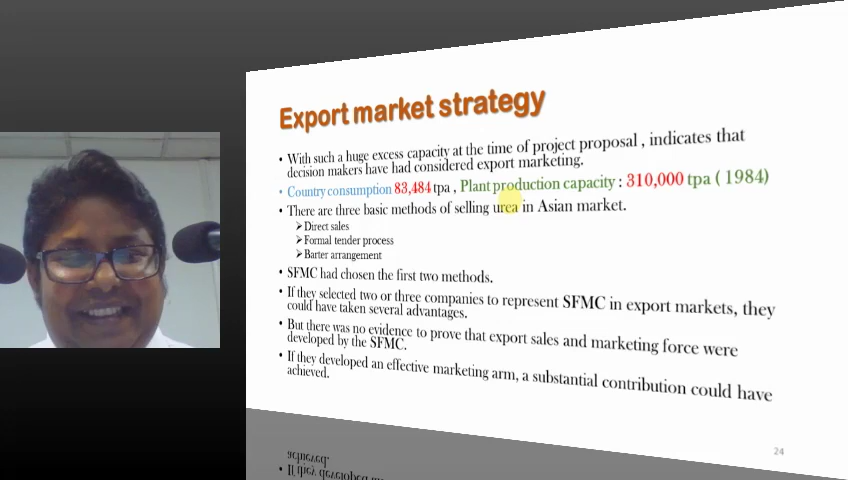 Export market strategy
• With such a huge excess capacity at the time of project proposal , indicates that
decision makers have had considered export marketing.
• Country consumption 83,484 tpa , Plant production capacity : 310,000 tpa ( 1984)
• There are three basic methods of selling urea in Asian market.
➢ Direct sales
➢ Formal tender process
➢ Barter arrangement
• SFMC had chosen the first two methods.
• If they selected two or three companies to represent SFMC in export markets, they
could have taken several advantages.
• But there was no evidence to prove that export sales and marketing force were
developed by the SFMC.
• If they developed an effective marketing arm, a substantial contribution could have
achieved.
24